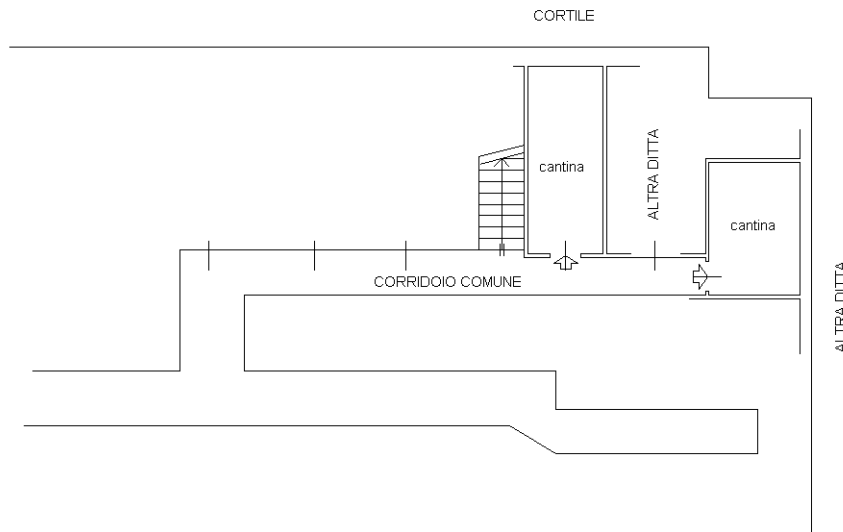 CORTILE
cantina
ALTRA DITTA
cantina
CORRIDOIO COMUNE
ALTRA DITTA